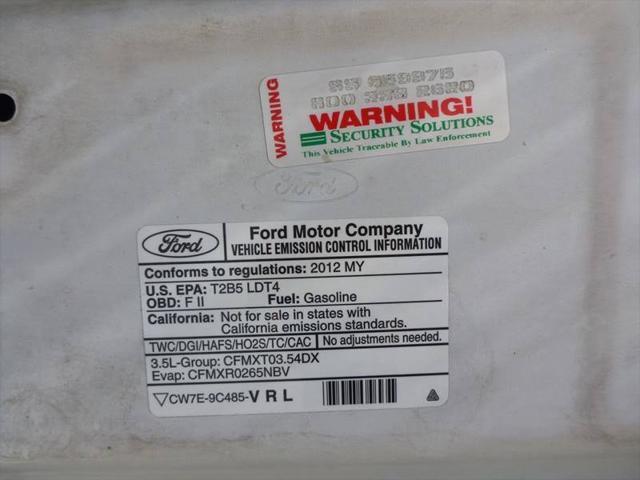 WARNING
WARNING!
SECURITY SOLUTIONS
This Vehicle Traceable By Law Enforcement
Ford
Ford
Ford Motor Company
VEHICLE EMISSION CONTROL INFORMATION
Conforms to regulations: 2012 MY
U.S. EPA: T2B5 LDT4
OBD: F II Fuel: Gasoline
California: Not for sale in states with
California emissions standards.
TWC/DGI/HAFS/HO2S/TC/CAC No adjustments needed.
3.5L-Group: CFMXT03.54DX
Evap: CFMXR0265NBV
CW7E-9C485-V R L